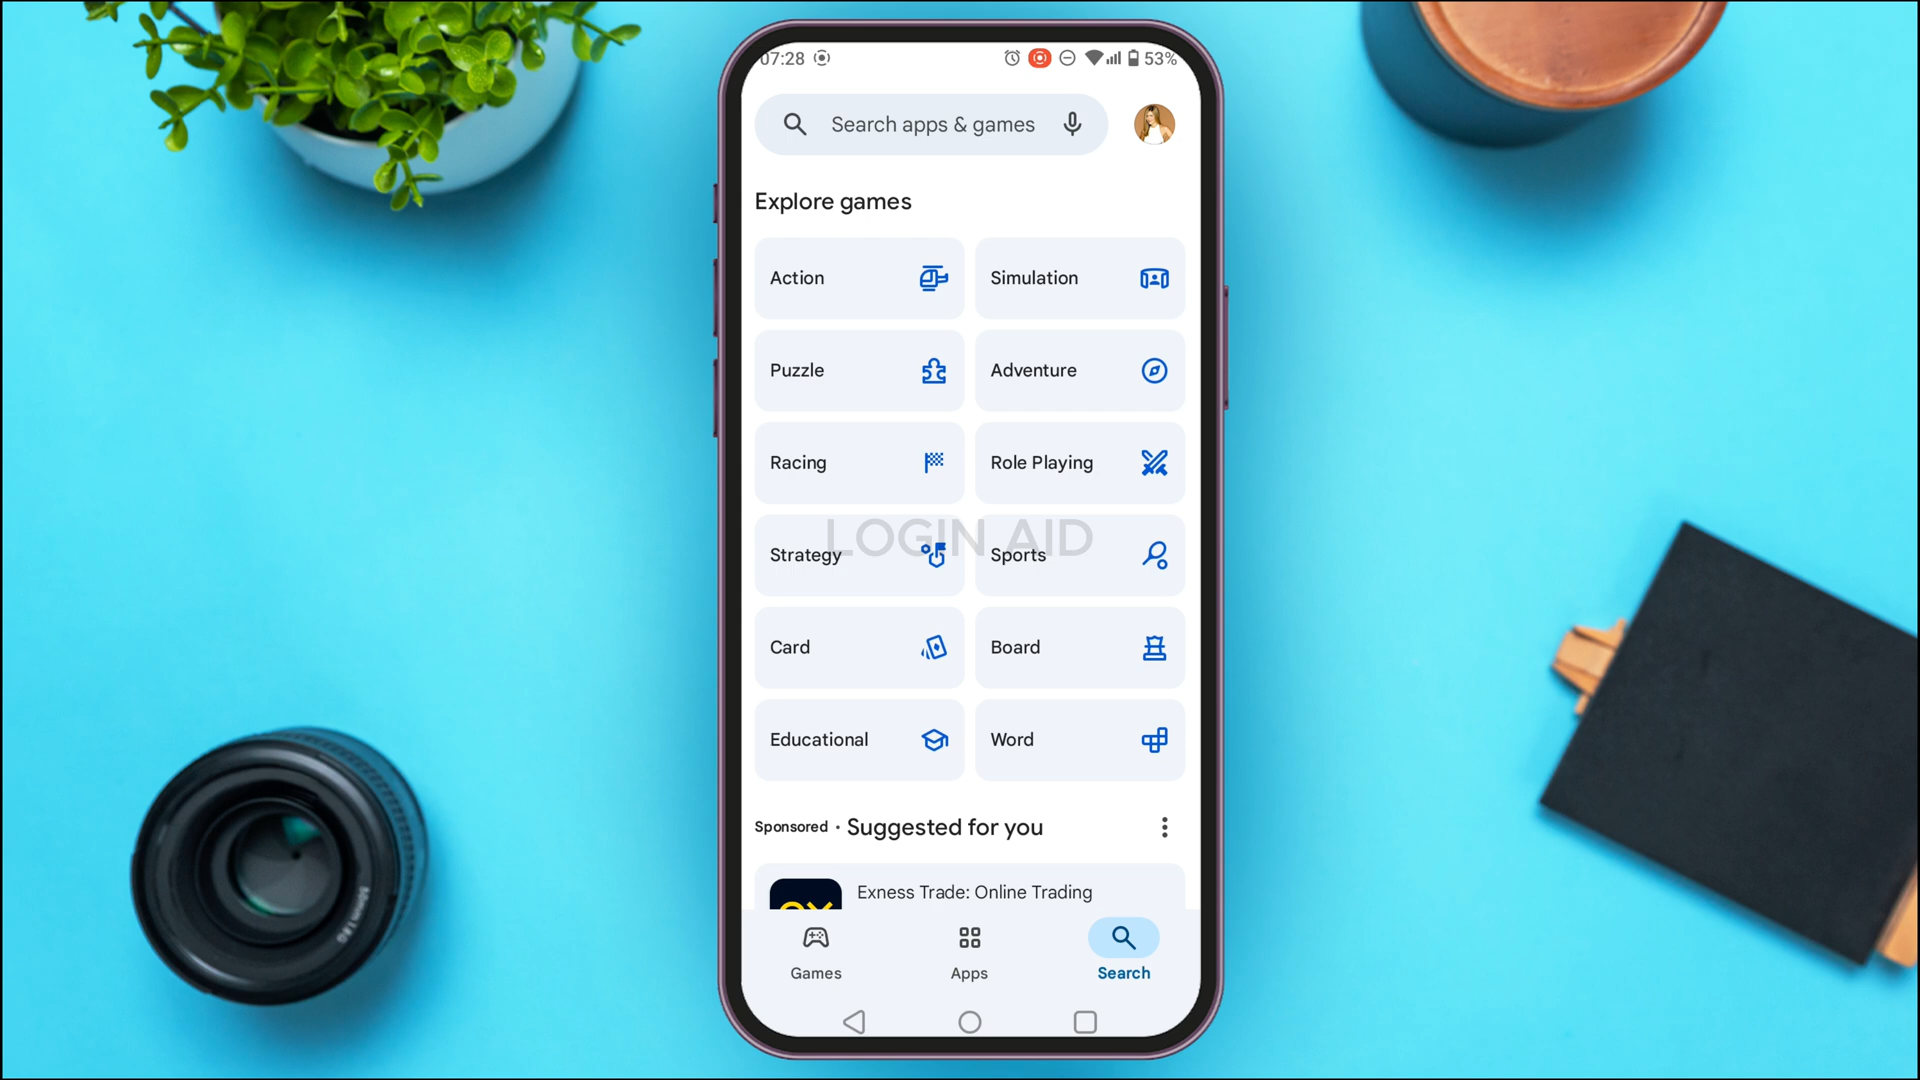 07:28
53%
Search apps & games
Explore games
Action
Simulation
Puzzle
Adventure
Racing
Role Playing
LOGIN AID
Strategy
Sports
Card
Board
Educational
Word
Sponsored • Suggested for you
Exness Trade: Online Trading
Games
Apps
Search